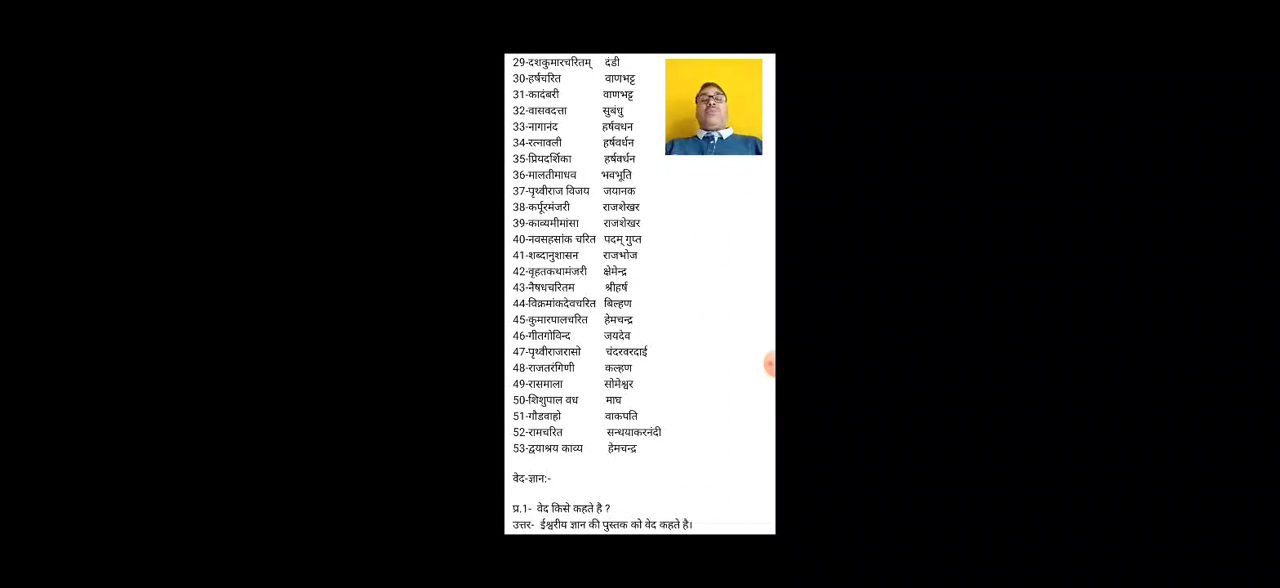 29-दशकुमारचरितम् दंडी
30-हर्षचरित वाणभट्ट
31-कादंबरी वाणभट्ट
32-वासवदत्ता सुबंधु
33-नागानंद हर्षवधन
34-रत्नावली हर्षवर्धन
35-प्रियदर्शिका हर्षवर्धन
36-मालतीमाधव भवभूति
37-पृथ्वीराज विजय जयानक
38-कर्पूरमंजरी राजशेखर
39-काव्यमीमांसा राजशेखर
40-नवसहसांक चरित पदम् गुप्त
41-शब्दानुशासन राजभोज
42-वृहतकथामंजरी क्षेमेन्द्र
43-नैषधचरितम श्रीहर्ष
44-विक्रमांकदेवचरित बिल्हण
45-कुमारपालचरित हेमचन्द्र
46-गीतगोविन्द जयदेव
47-पृथ्वीराजरासो चंदरवरदाई
48-राजतरंगिणी कल्हण
49-रासमाला सोमेश्वर
50-शिशुपाल वध माघ
51-गौडवाहो वाकपति
52-रामचरित सन्धयाकरनंदी
53-द्वयाश्रय काव्य हेमचन्द्र
वेद-ज्ञान:-
प्र.1- वेद किसे कहते है ?
उत्तर- ईश्वरीय ज्ञान की पुस्तक को वेद कहते है।